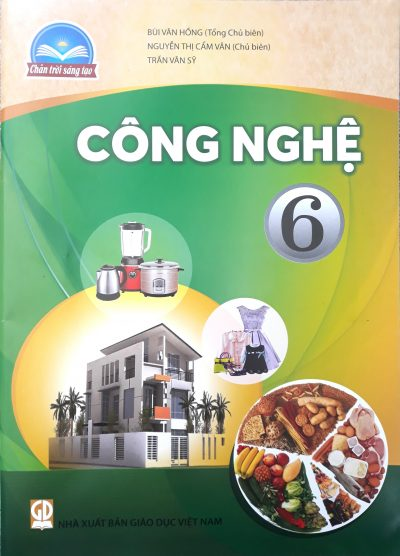 BÙI VĂN HỒNG (Tổng Chủ biên)
NGUYỄN THỊ CẨM VÂN (Chủ biên)
TRẦN VĂN SỸ
Chân trời sáng tạo
CÔNG NGHỆ
6
GD
NHÀ XUẤT BẢN GIÁO DỤC VIỆT NAM